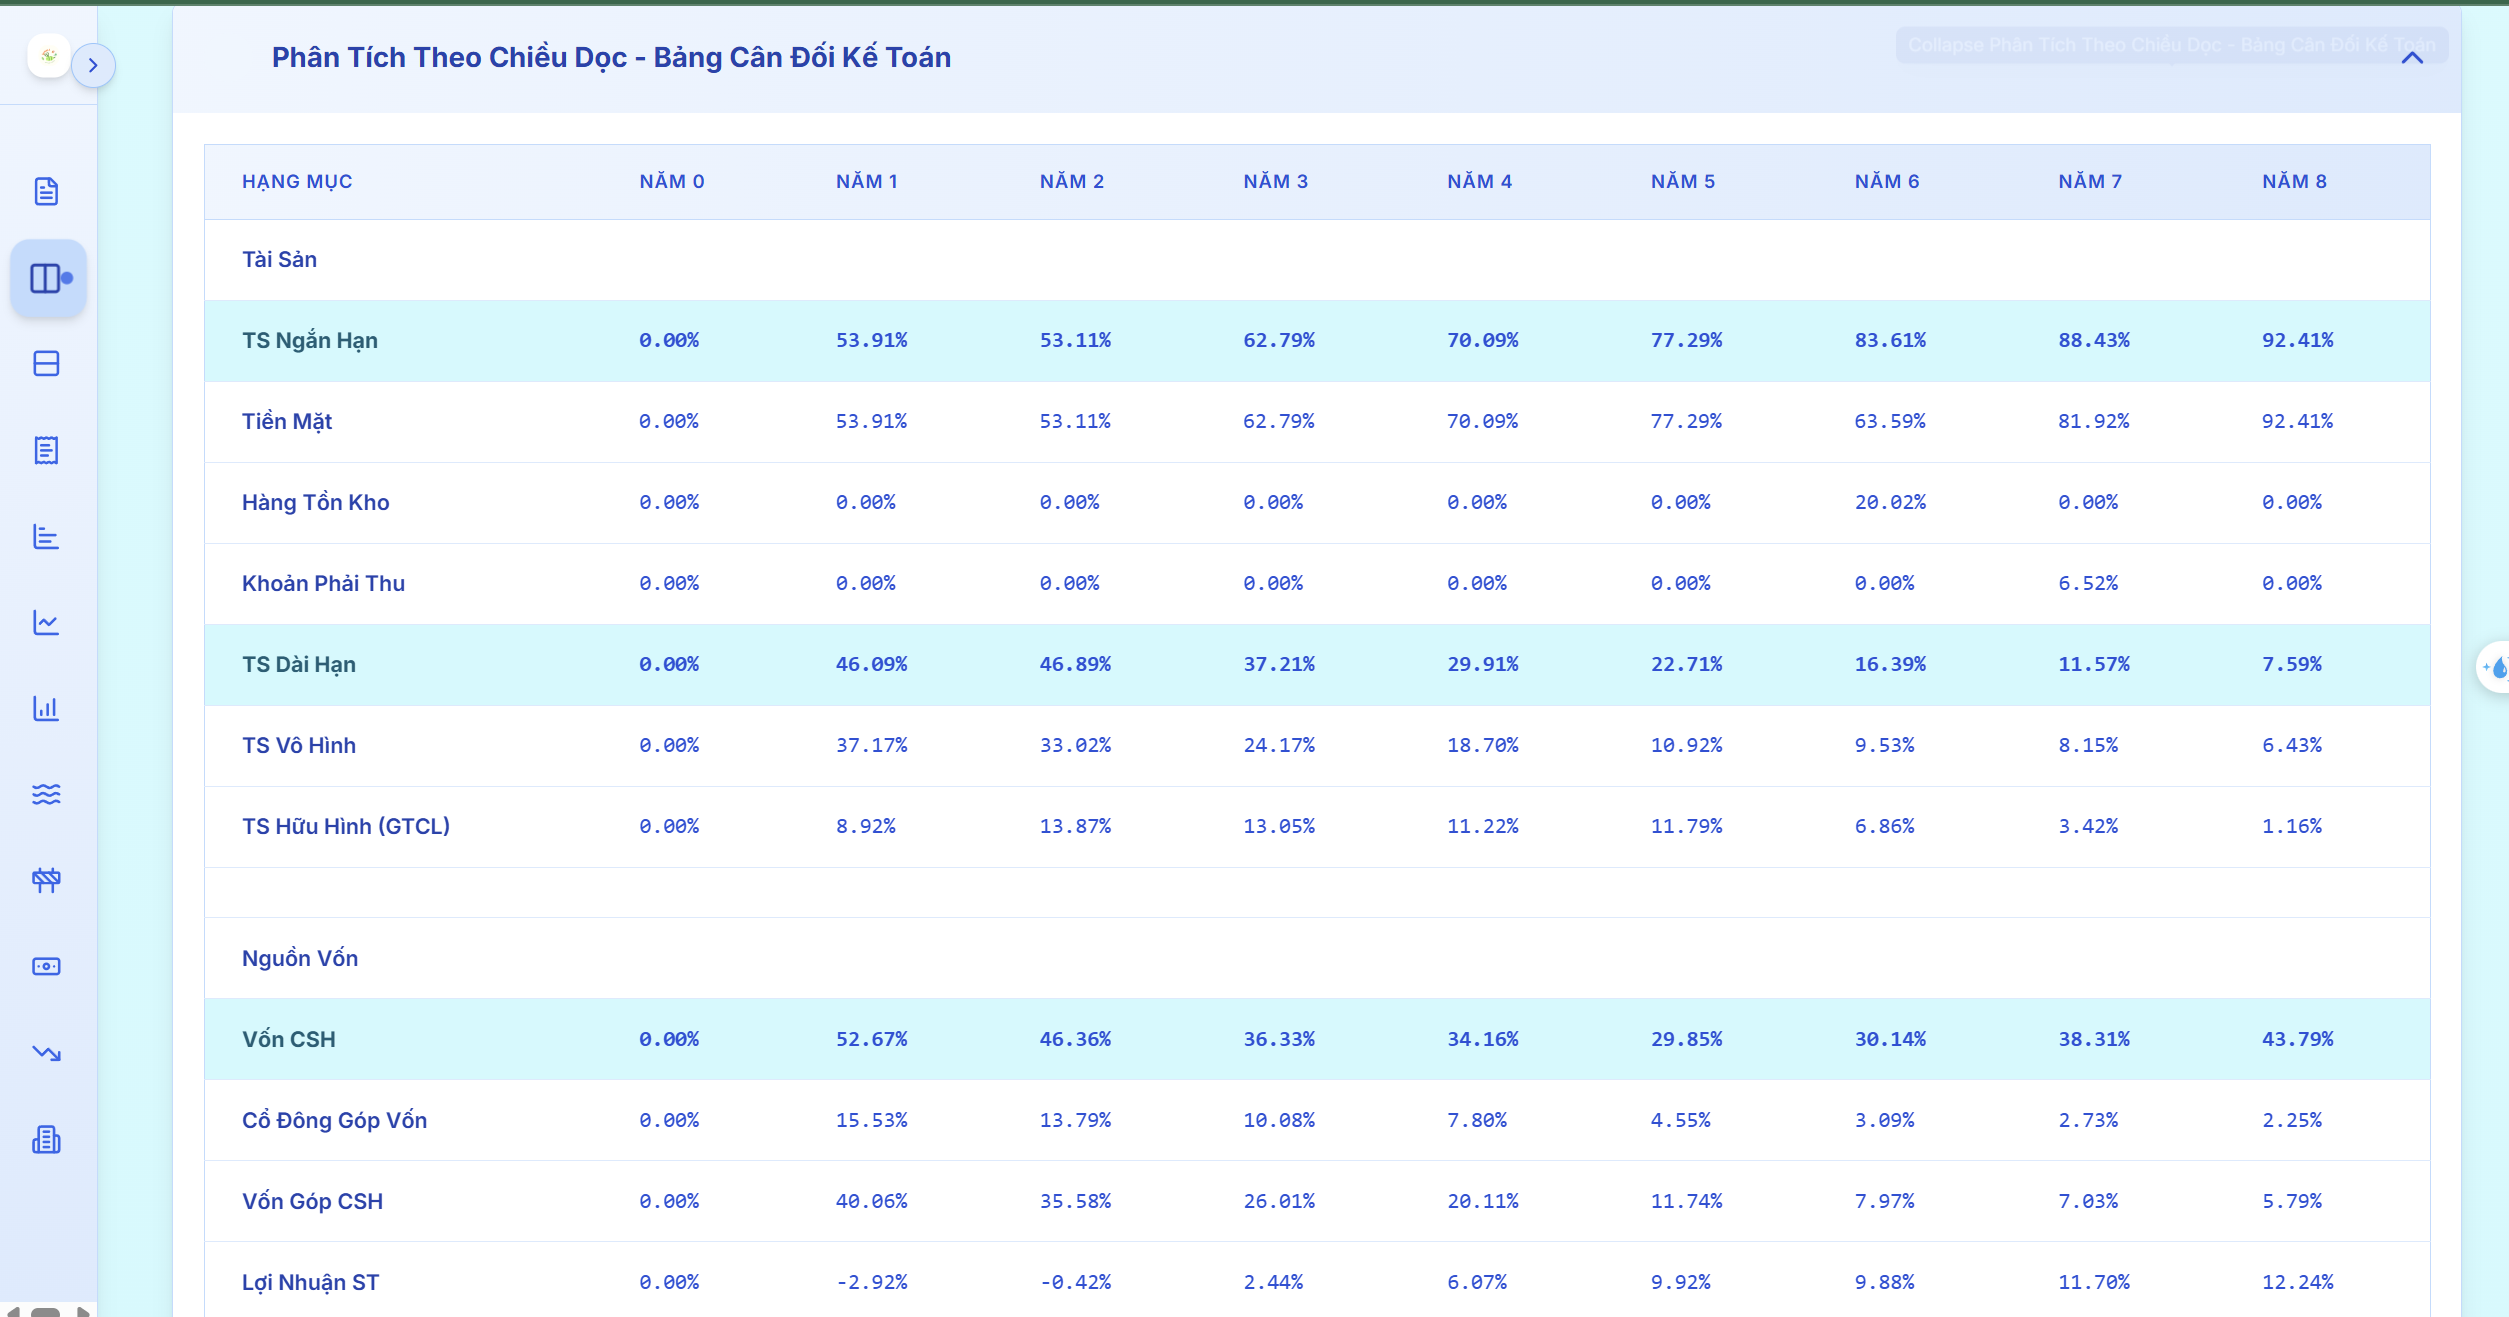 Phân Tích Theo Chiều Dọc - Bảng Cân Đối Kế Toán
Collapse Phân Tích Theo Chiều Dọc - Bảng Cân Đối Kế Toán
HẠNG MỤC NĂM 0 NĂM 1 NĂM 2 NĂM 3 NĂM 4 NĂM 5 NĂM 6 NĂM 7 NĂM 8
Tài Sản
TS Ngắn Hạn 0.00% 53.91% 53.11% 62.79% 70.09% 77.29% 83.61% 88.43% 92.41%
Tiền Mặt 0.00% 53.91% 53.11% 62.79% 70.09% 77.29% 63.59% 81.92% 92.41%
Hàng Tồn Kho 0.00% 0.00% 0.00% 0.00% 0.00% 0.00% 20.02% 0.00% 0.00%
Khoản Phải Thu 0.00% 0.00% 0.00% 0.00% 0.00% 0.00% 0.00% 6.52% 0.00%
TS Dài Hạn 0.00% 46.09% 46.89% 37.21% 29.91% 22.71% 16.39% 11.57% 7.59%
TS Vô Hình 0.00% 37.17% 33.02% 24.17% 18.70% 10.92% 9.53% 8.15% 6.43%
TS Hữu Hình (GTCL) 0.00% 8.92% 13.87% 13.05% 11.22% 11.79% 6.86% 3.42% 1.16%
Nguồn Vốn
Vốn CSH 0.00% 52.67% 46.36% 36.33% 34.16% 29.85% 30.14% 38.31% 43.79%
Cổ Đông Góp Vốn 0.00% 15.53% 13.79% 10.08% 7.80% 4.55% 3.09% 2.73% 2.25%
Vốn Góp CSH 0.00% 40.06% 35.58% 26.01% 20.11% 11.74% 7.97% 7.03% 5.79%
Lợi Nhuận ST 0.00% -2.92% -0.42% 2.44% 6.07% 9.92% 9.88% 11.70% 12.24%